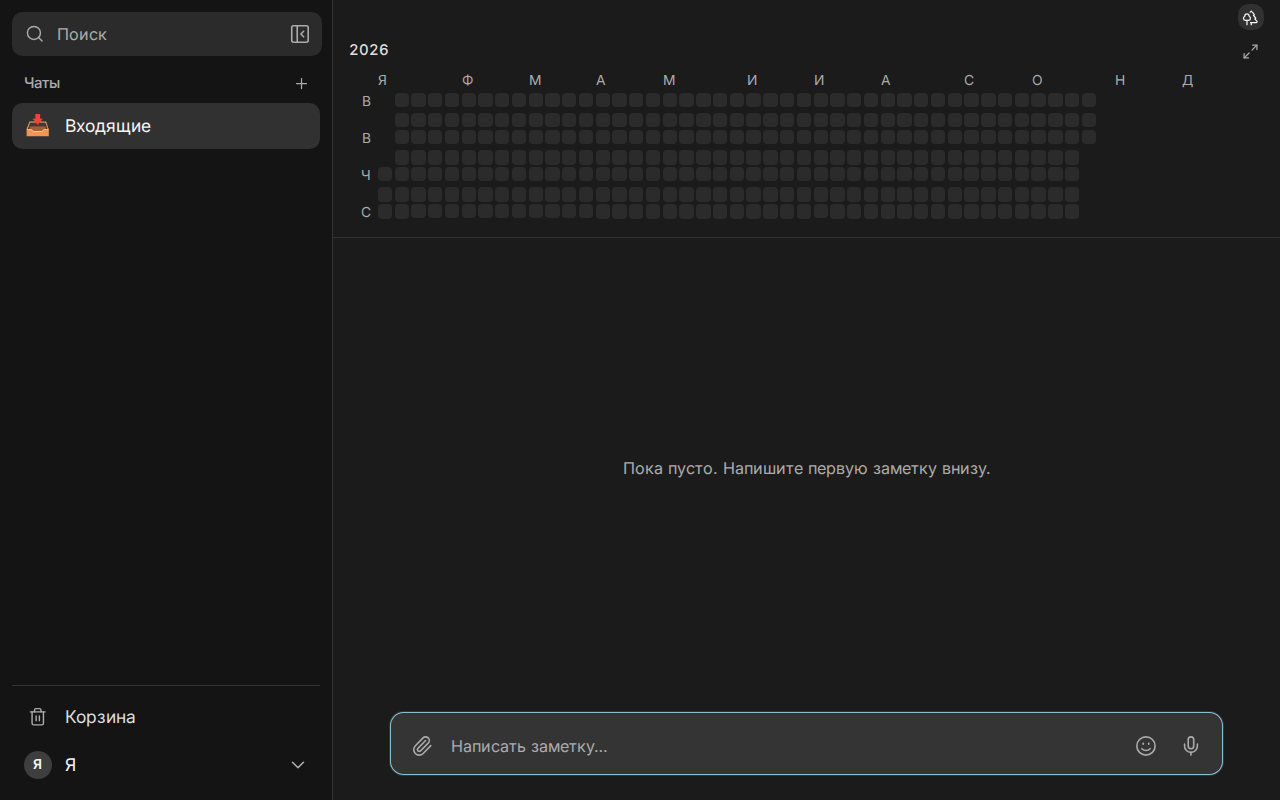 Поиск
Чаты
Входящие
2026
Я Ф М А М И И А С О Н Д
В
В
Ч
С
Пока пусто. Напишите первую заметку внизу.
Написать заметку...
Корзина
Я Я